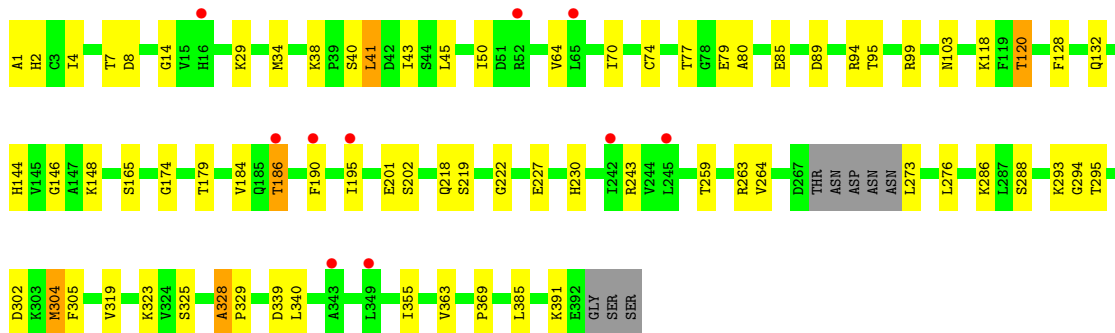 A1 H2 C3 I4 T7 D8 G14 V15 H16 K29 M34 K38 P39 S40 L41 D42 I43 S44 L45 I50 D51 R52 V64 L65 I70 C74 T77 G78 E79 A80 E85 D89 R94 T95 R99 N103 K118 F119 T120 F128 Q132
H144 V145 G146 A147 K148 S165 G174 T179 V184 Q185 T186 F190 I195 E201 S202 Q218 S219 G222 E227 H230 I242 R243 V244 L245 T259 R263 V264 D267 THR ASN ASP ASN ASN L273 L276 K286 L287 S288 K293 G294 T295
D302 K303 M304 F305 V319 K323 V324 S325 A328 P329 D339 L340 A343 L349 I355 V363 P369 L385 K391 E392 GLY SER SER